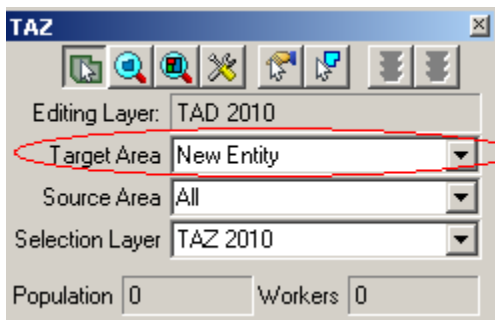 TAZ
Editing Layer: TAD 2010
Target Area New Entity
Source Area All
Selection Layer TAZ 2010
Population 0 Workers 0